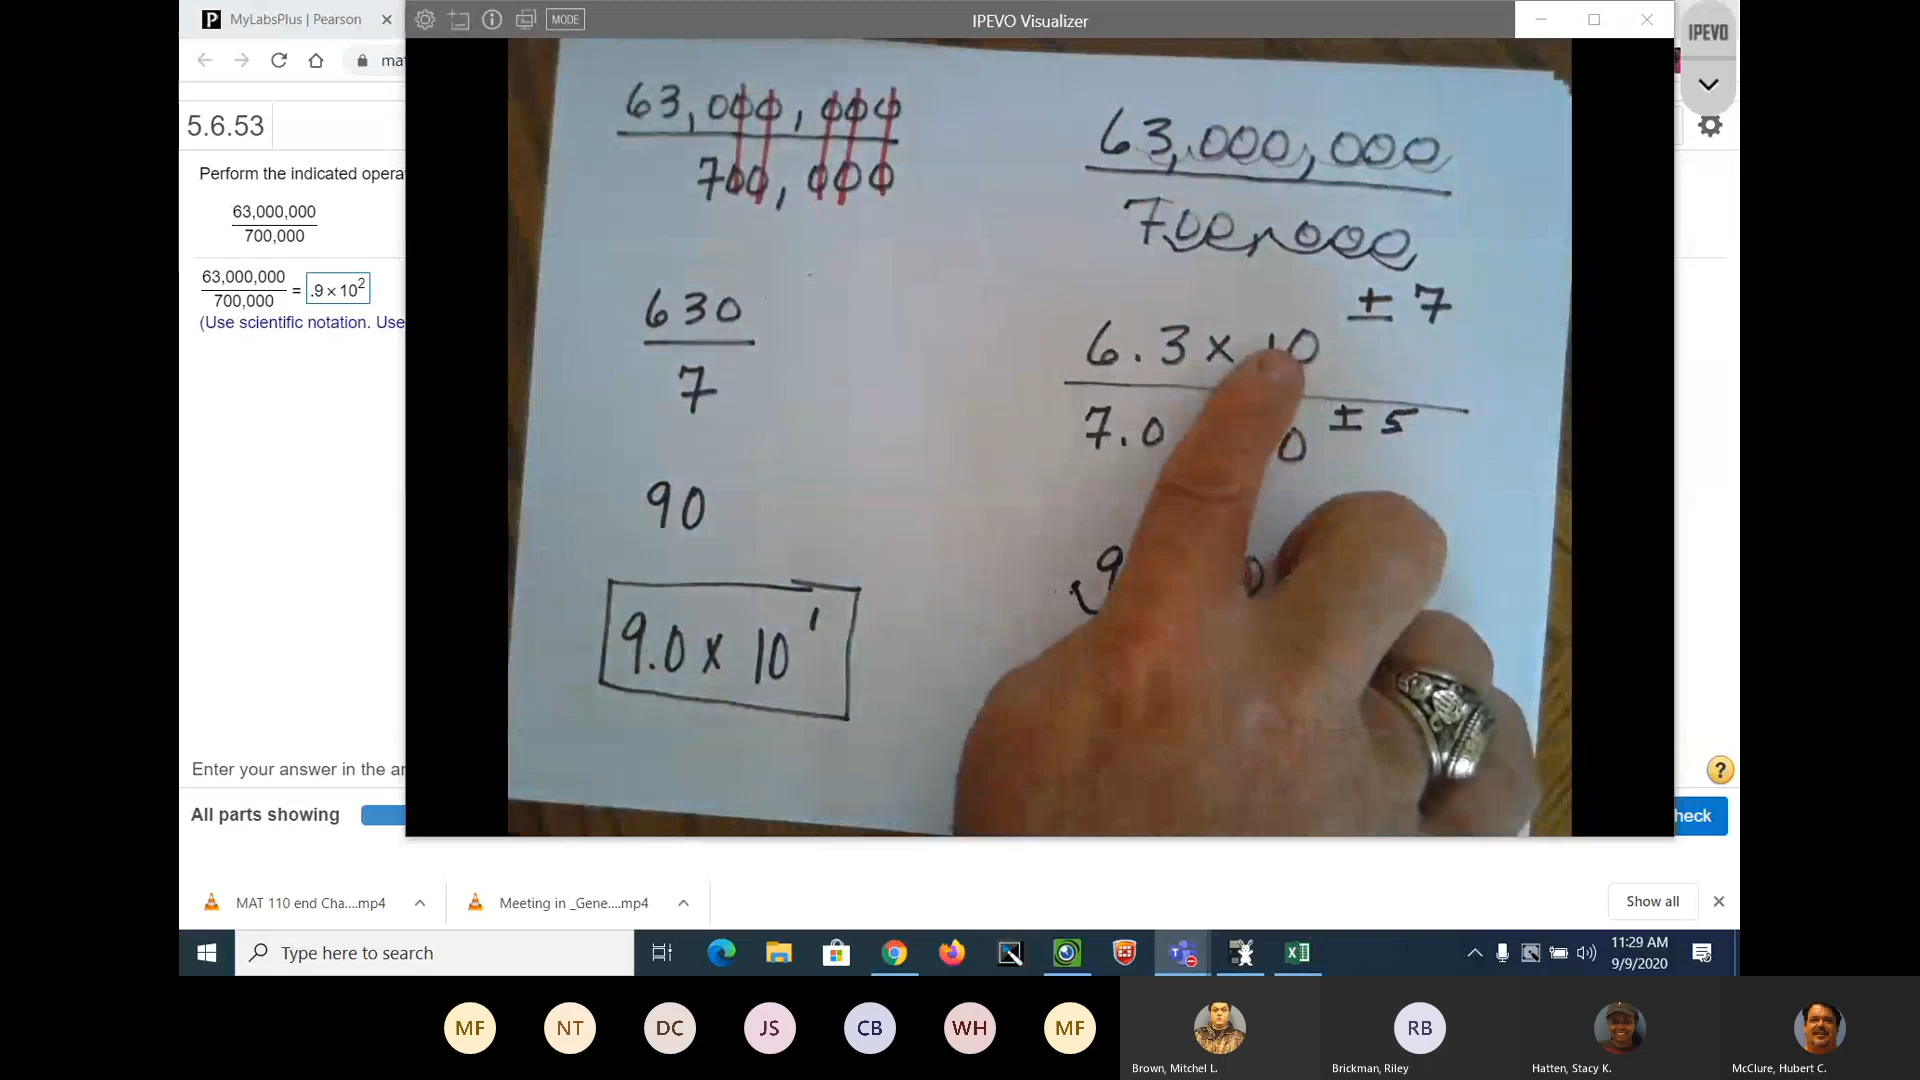 MyLabsPlus | Pearson
MODE
IPEVO Visualizer
IPEVO
5.6.53
Perform the indicated opera
63,000,000
700,000
63,000,000
700,000
= .9 × 10²
(Use scientific notation. Use
63,000,000
700,000
630
7
90
9.0 x 10¹
63,000,000
700,000
6.3 x 10 ± 7
7.0 0 ± 5
9
Enter your answer in the ar
All parts showing
heck
?
MAT 110 end Cha....mp4
Meeting in _Gene....mp4
Show all
Type here to search
11:29 AM
9/9/2020
MF
NT
DC
JS
CB
WH
MF
RB
Brown, Mitchel L.
Brickman, Riley
Hatten, Stacy K.
McClure, Hubert C.